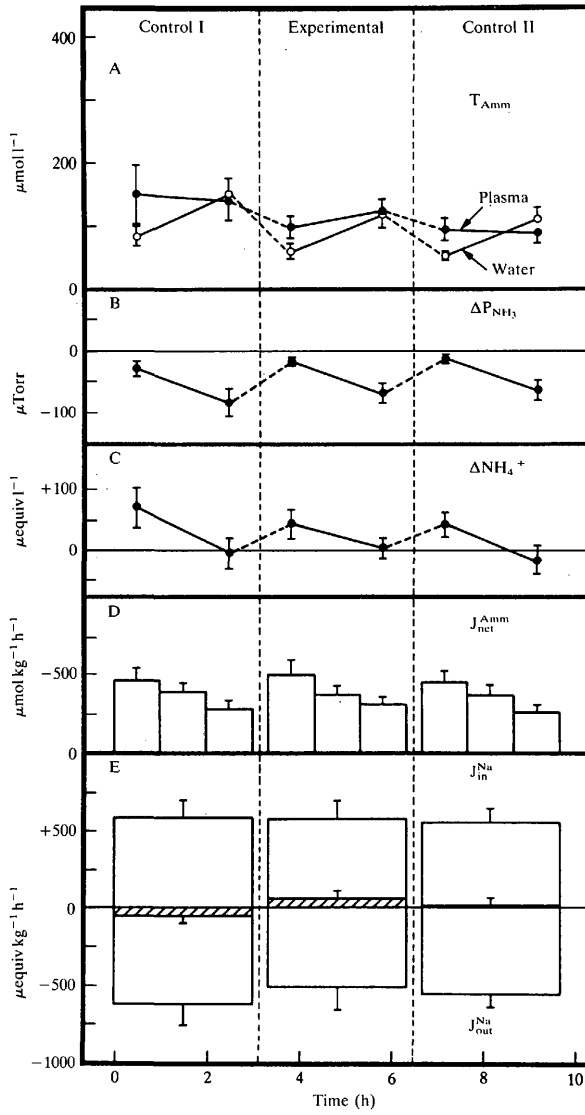 Control I Experimental Control II
400
A
T_Amm
µmol l⁻¹
200
Plasma
Water
0
B
ΔP_NH₃
0
µTorr
−100
C
ΔNH₄⁺
+100
µequiv l⁻¹
0
D
J_net^Amm
µmol kg⁻¹ h⁻¹
−500
0
E
J_in^Na
+500
µequiv kg⁻¹ h⁻¹
0
−500
J_out^Na
−1000
0 2 4 6 8 10
Time (h)